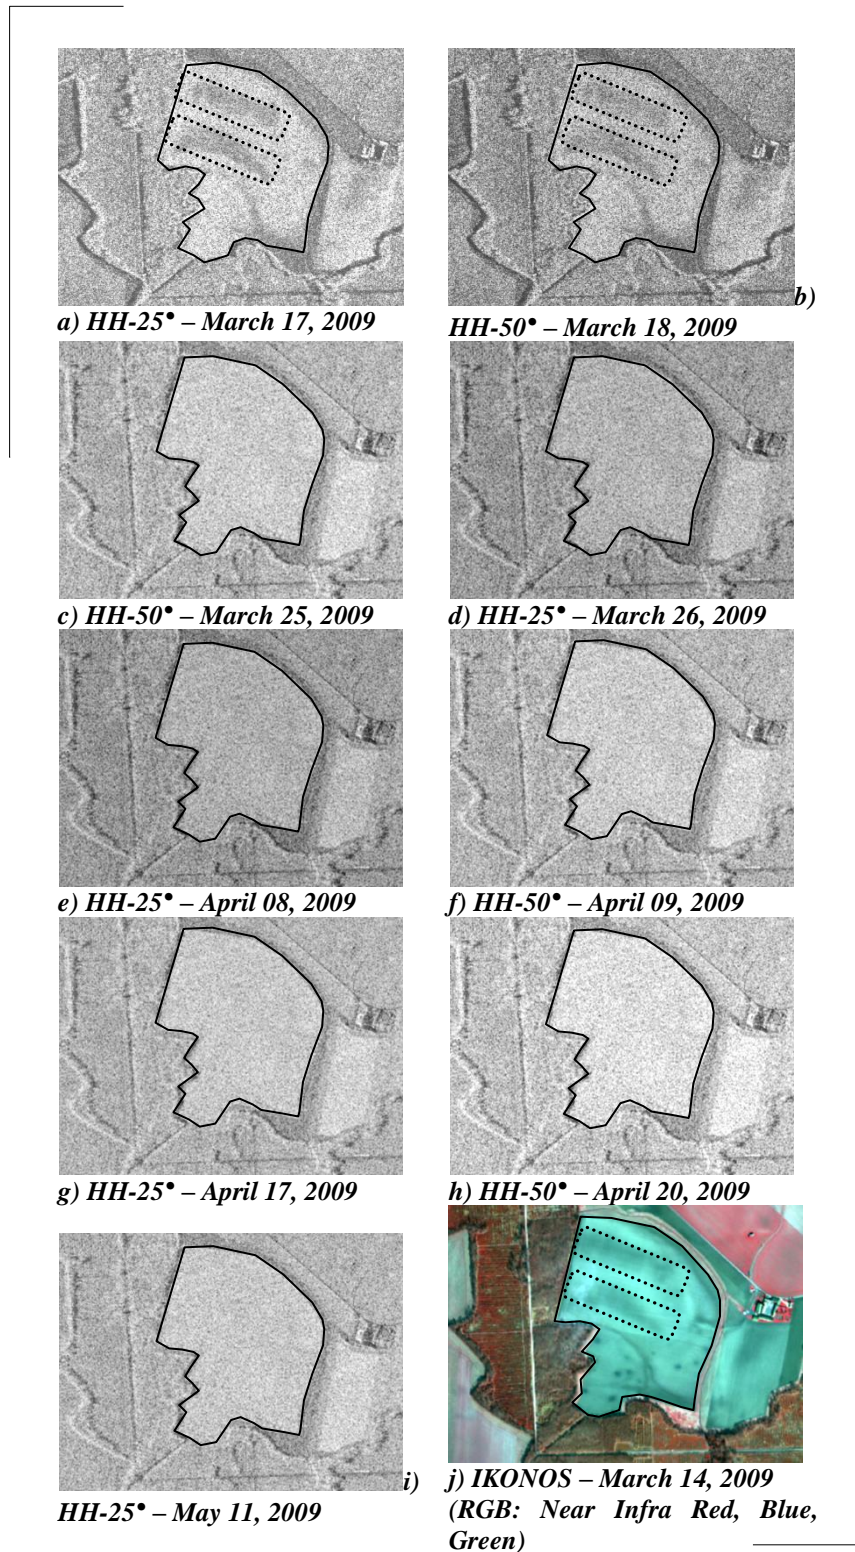 a) HH-25• – March 17, 2009
b)
HH-50• – March 18, 2009
c) HH-50• – March 25, 2009
d) HH-25• – March 26, 2009
e) HH-25• – April 08, 2009
f) HH-50• – April 09, 2009
g) HH-25• – April 17, 2009
h) HH-50• – April 20, 2009
i)
HH-25• – May 11, 2009
j) IKONOS – March 14, 2009
(RGB: Near Infra Red, Blue,
Green)